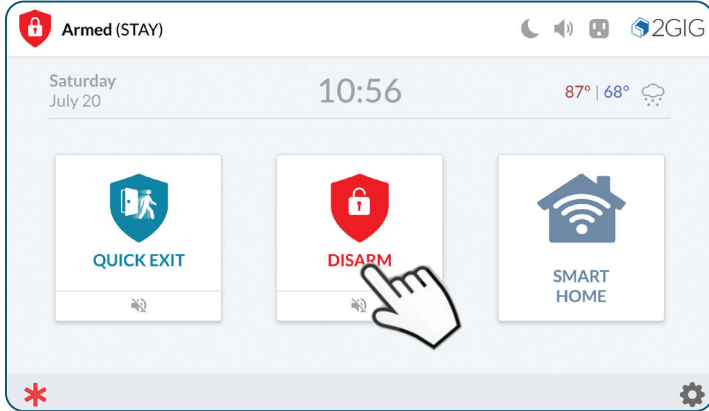 Armed (STAY)
2GIG
Saturday
July 20
10:56
87° | 68°
QUICK EXIT
DISARM
SMART
HOME